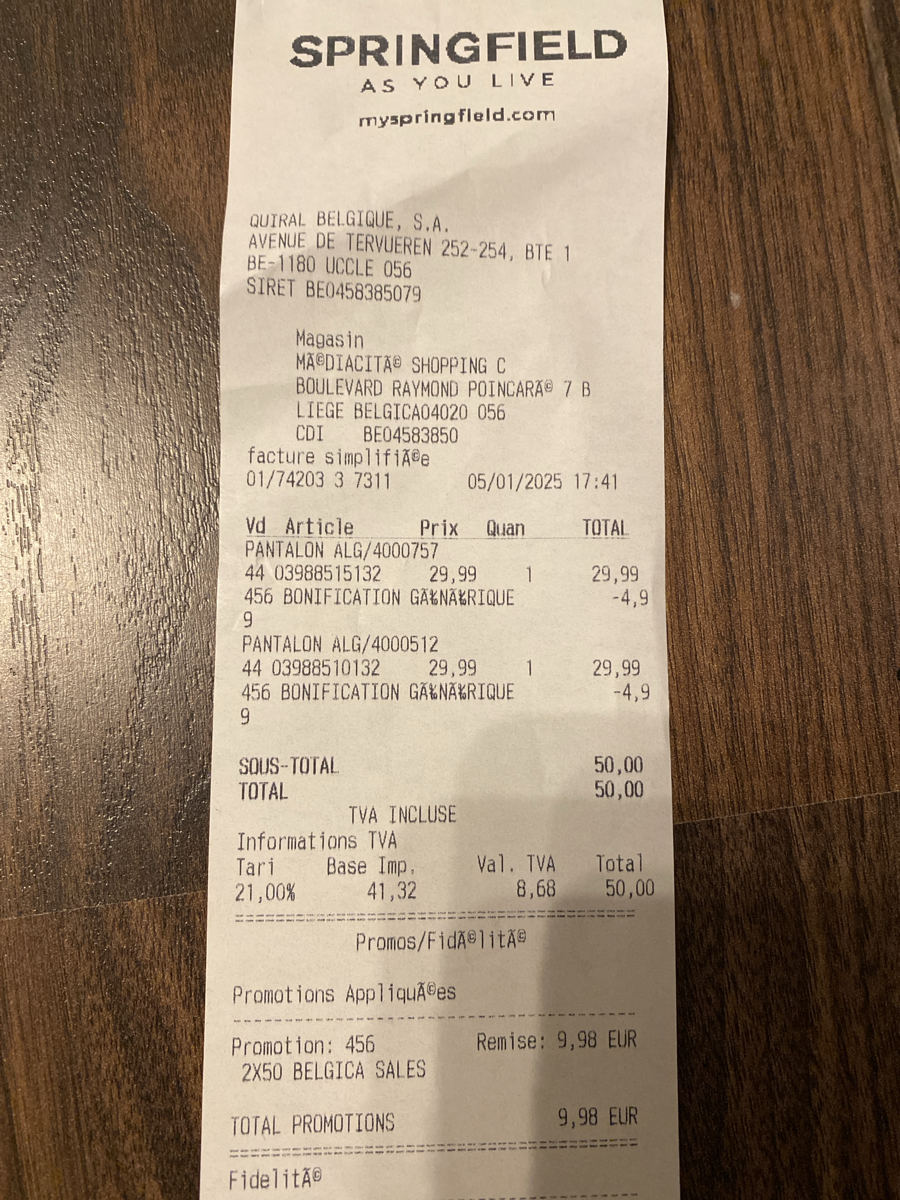 SPRINGFIELD
AS YOU LIVE
myspringfield.com
QUIRAL BELGIQUE, S.A.
AVENUE DE TERVUEREN 252-254, BTE 1
BE-1180 UCCLE 056
SIRET BE0458385079
Magasin
MÃ©DIACITÃ© SHOPPING C
BOULEVARD RAYMOND POINCARÃ© 7 B
LIEGE BELGICA04020 056
CDI BE04583850
facture simplifiÃ©e
01/74203 3 7311 05/01/2025 17:41
Vd Article Prix Quan TOTAL
PANTALON ALG/4000757
44 03988515132 29,99 1 29,99
456 BONIFICATION GÃ‰NÃ‰RIQUE -4,9
9
PANTALON ALG/4000512
44 03988510132 29,99 1 29,99
456 BONIFICATION GÃ‰NÃ‰RIQUE -4,9
9
SOUS-TOTAL 50,00
TOTAL 50,00
TVA INCLUSE
Informations TVA
Tari Base Imp. Val. TVA Total
21,00% 41,32 8,68 50,00
Promos/FidÃ©litÃ©
Promotions AppliquÃ©es
Promotion: 456 Remise: 9,98 EUR
2X50 BELGICA SALES
TOTAL PROMOTIONS 9,98 EUR
FidelitÃ©